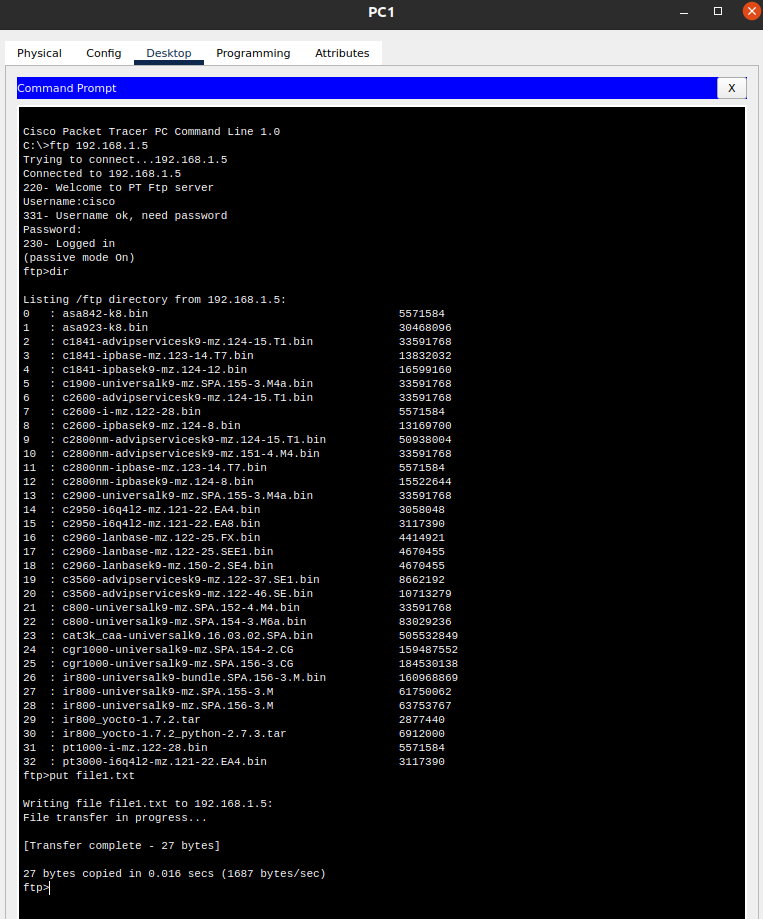 PC1
Physical Config Desktop Programming Attributes
Command Prompt X
Cisco Packet Tracer PC Command Line 1.0
C:\>ftp 192.168.1.5
Trying to connect...192.168.1.5
Connected to 192.168.1.5
220- Welcome to PT Ftp server
Username:cisco
331- Username ok, need password
Password:
230- Logged in
(passive mode On)
ftp>dir
Listing /ftp directory from 192.168.1.5:
0 : asa842-k8.bin 5571584
1 : asa923-k8.bin 30468096
2 : c1841-advipservicesk9-mz.124-15.T1.bin 33591768
3 : c1841-ipbase-mz.123-14.T7.bin 13832032
4 : c1841-ipbasek9-mz.124-12.bin 16599160
5 : c1900-universalk9-mz.SPA.155-3.M4a.bin 33591768
6 : c2600-advipservicesk9-mz.124-15.T1.bin 33591768
7 : c2600-i-mz.122-28.bin 5571584
8 : c2600-ipbasek9-mz.124-8.bin 13169700
9 : c2800nm-advipservicesk9-mz.124-15.T1.bin 50938004
10 : c2800nm-advipservicesk9-mz.151-4.M4.bin 33591768
11 : c2800nm-ipbase-mz.123-14.T7.bin 5571584
12 : c2800nm-ipbasek9-mz.124-8.bin 15522644
13 : c2900-universalk9-mz.SPA.155-3.M4a.bin 33591768
14 : c2950-i6q4l2-mz.121-22.EA4.bin 3058048
15 : c2950-i6q4l2-mz.121-22.EA8.bin 3117390
16 : c2960-lanbase-mz.122-25.FX.bin 4414921
17 : c2960-lanbase-mz.122-25.SEE1.bin 4670455
18 : c2960-lanbasek9-mz.150-2.SE4.bin 4670455
19 : c3560-advipservicesk9-mz.122-37.SE1.bin 8662192
20 : c3560-advipservicesk9-mz.122-46.SE.bin 10713279
21 : c800-universalk9-mz.SPA.152-4.M4.bin 33591768
22 : c800-universalk9-mz.SPA.154-3.M6a.bin 83029236
23 : cat3k_caa-universalk9.16.03.02.SPA.bin 505532849
24 : cgr1000-universalk9-mz.SPA.154-2.CG 159487552
25 : cgr1000-universalk9-mz.SPA.156-3.CG 184530138
26 : ir800-universalk9-bundle.SPA.156-3.M.bin 160968869
27 : ir800-universalk9-mz.SPA.155-3.M 61750062
28 : ir800-universalk9-mz.SPA.156-3.M 63753767
29 : ir800_yocto-1.7.2.tar 2877440
30 : ir800_yocto-1.7.2_python-2.7.3.tar 6912000
31 : pt1000-i-mz.122-28.bin 5571584
32 : pt3000-i6q4l2-mz.121-22.EA4.bin 3117390
ftp>put file1.txt
Writing file file1.txt to 192.168.1.5:
File transfer in progress...
[Transfer complete - 27 bytes]
27 bytes copied in 0.016 secs (1687 bytes/sec)
ftp>